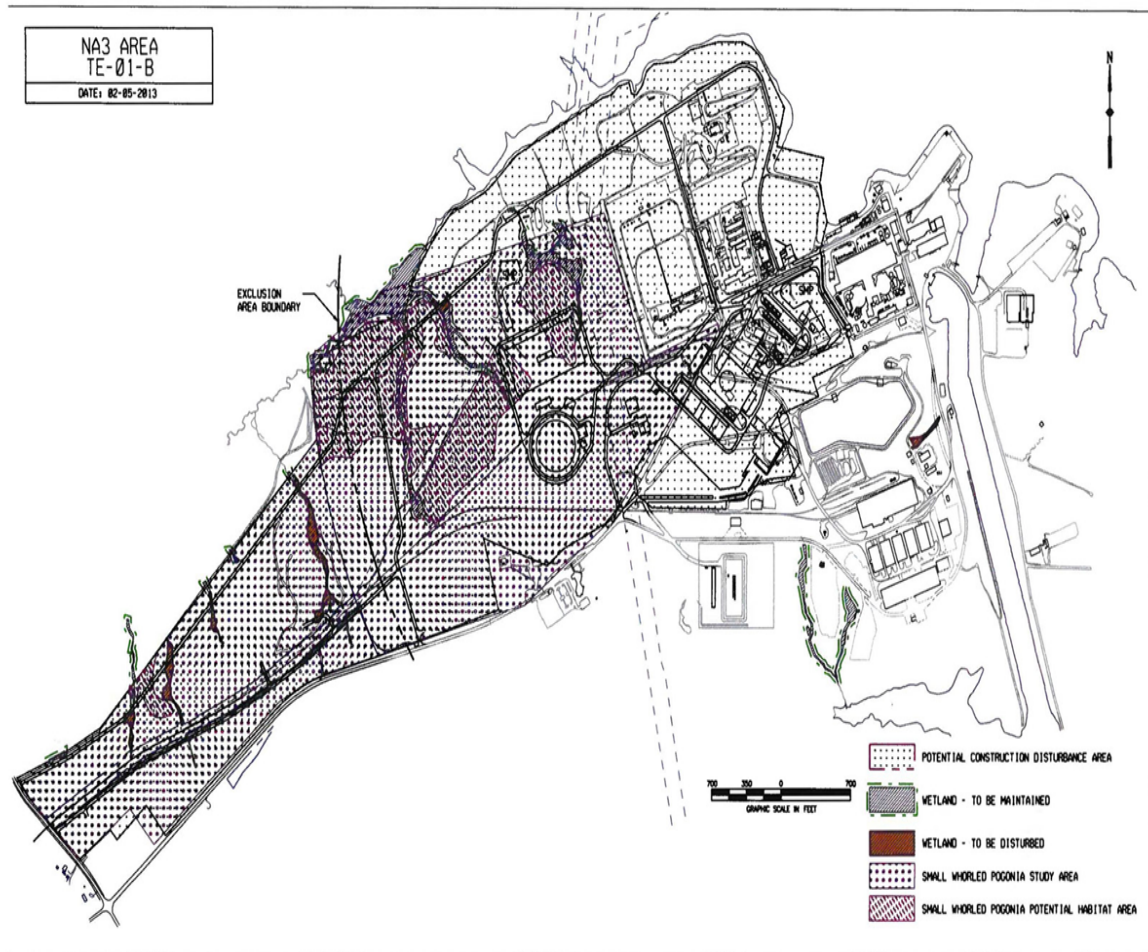 NA3 AREA
TE-01-B
DATE: 02-05-2013
N
EXCLUSION
AREA BOUNDARY
SWP
SWP
700 350 0 700
GRAPHIC SCALE IN FEET
POTENTIAL CONSTRUCTION DISTURBANCE AREA
WETLAND - TO BE MAINTAINED
WETLAND - TO BE DISTURBED
SMALL WHORLED POGONIA STUDY AREA
SMALL WHORLED POGONIA POTENTIAL HABITAT AREA